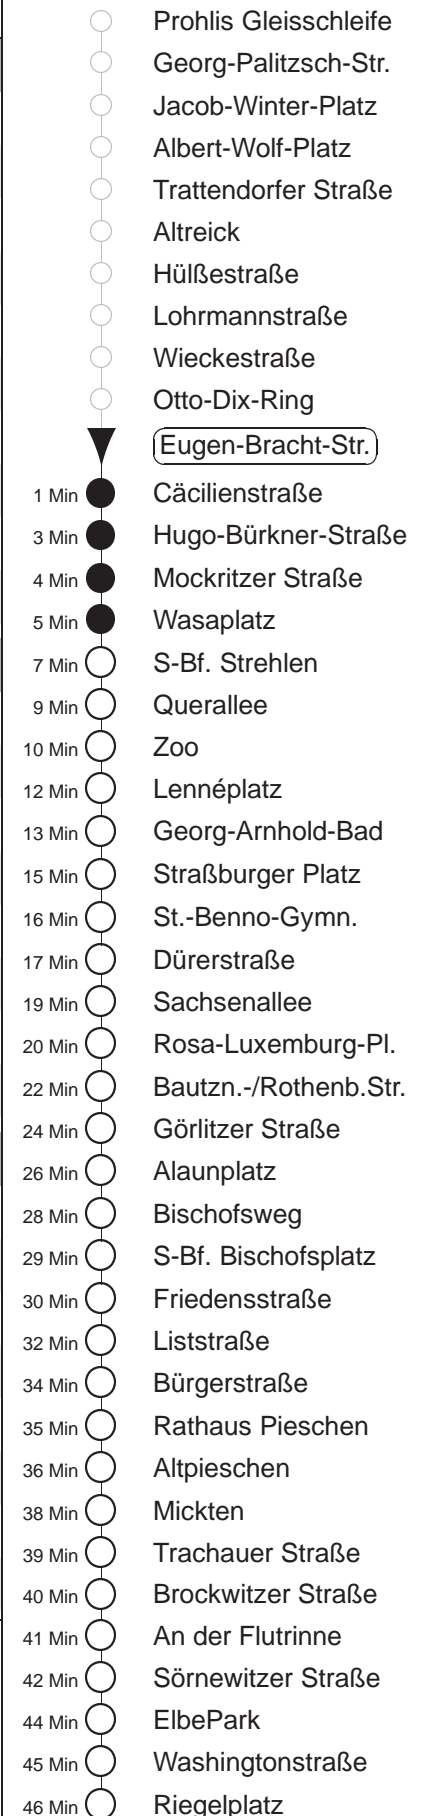 Prohlis Gleisschleife
Georg-Palitzsch-Str.
Jacob-Winter-Platz
Albert-Wolf-Platz
Trattendorfer Straße
Altreick
Hülßestraße
Lohrmannstraße
Wieckestraße
Otto-Dix-Ring
Eugen-Bracht-Str.
1 Min Cäcilienstraße
3 Min Hugo-Bürkner-Straße
4 Min Mockritzer Straße
5 Min Wasaplatz
7 Min S-Bf. Strehlen
9 Min Querallee
10 Min Zoo
12 Min Lennéplatz
13 Min Georg-Arnhold-Bad
15 Min Straßburger Platz
16 Min St.-Benno-Gymn.
17 Min Dürerstraße
19 Min Sachsenallee
20 Min Rosa-Luxemburg-Pl.
22 Min Bautzn.-/Rothenb.Str.
24 Min Görlitzer Straße
26 Min Alaunplatz
28 Min Bischofsweg
29 Min S-Bf. Bischofsplatz
30 Min Friedensstraße
32 Min Liststraße
34 Min Bürgerstraße
35 Min Rathaus Pieschen
36 Min Altpieschen
38 Min Mickten
39 Min Trachauer Straße
40 Min Brockwitzer Straße
41 Min An der Flutrinne
42 Min Sörnewitzer Straße
44 Min ElbePark
45 Min Washingtonstraße
46 Min Riegelplatz